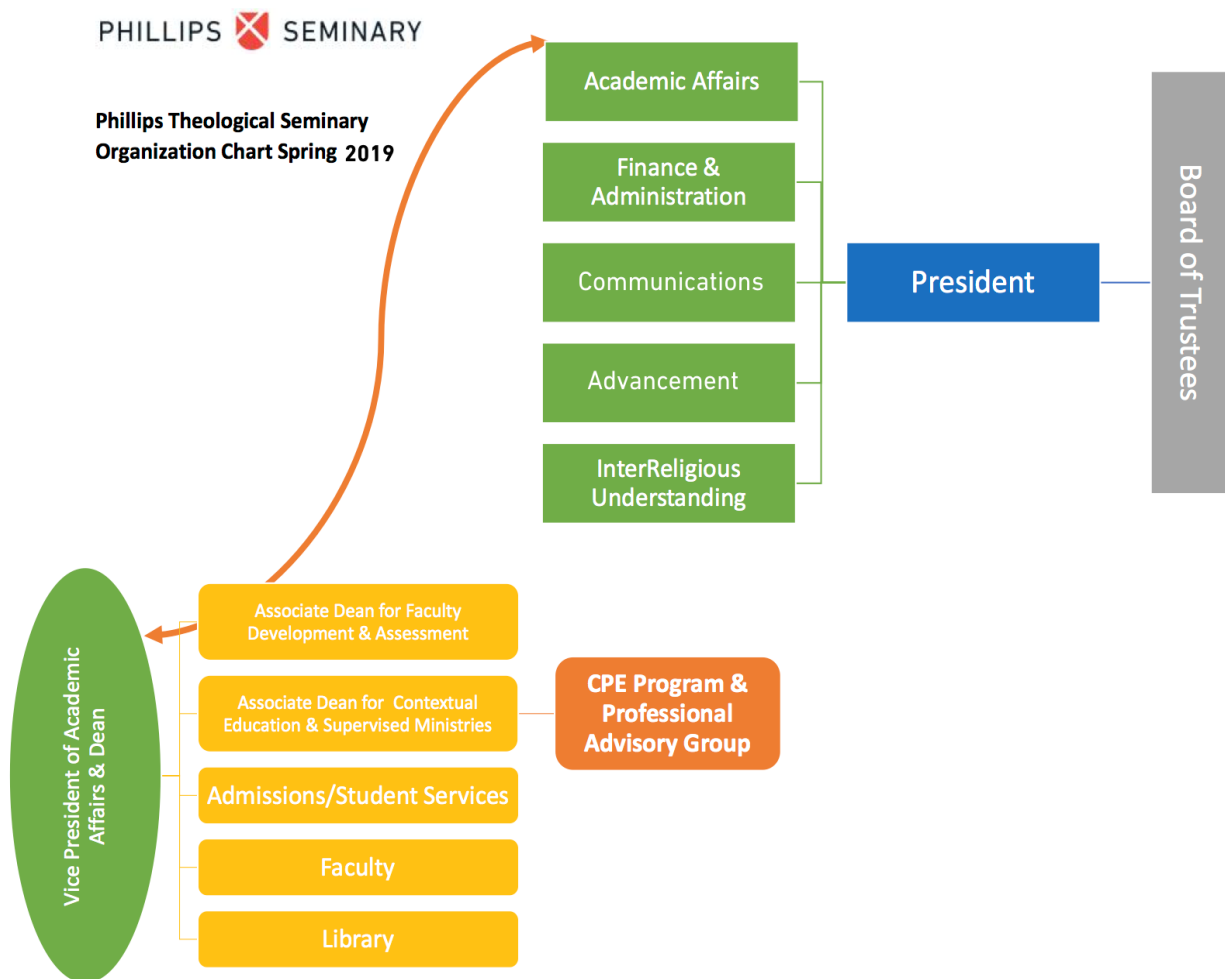 PHILLIPS SEMINARY
Phillips Theological Seminary
Organization Chart Spring 2019
Academic Affairs
Finance &
Administration
Communications
Advancement
InterReligious
Understanding
President
Board of Trustees
Vice President of Academic
Affairs & Dean
Associate Dean for Faculty
Development & Assessment
Associate Dean for Contextual
Education & Supervised Ministries
CPE Program &
Professional
Advisory Group
Admissions/Student Services
Faculty
Library